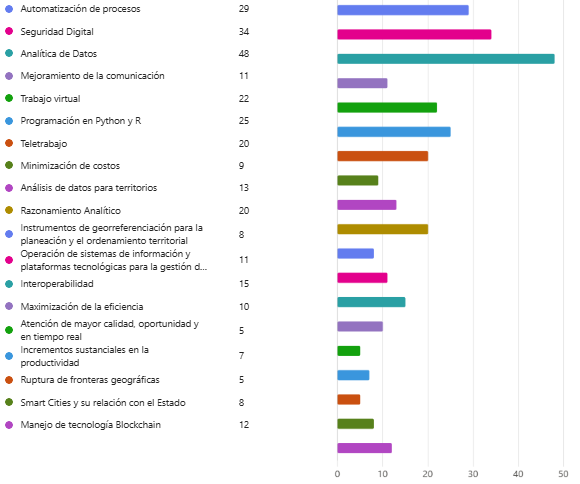 Automatización de procesos 29
Seguridad Digital 34
Analítica de Datos 48
Mejoramiento de la comunicación 11
Trabajo virtual 22
Programación en Python y R 25
Teletrabajo 20
Minimización de costos 9
Análisis de datos para territorios 13
Razonamiento Analítico 20
Instrumentos de georreferenciación para la
planeación y el ordenamiento territorial 8
Operación de sistemas de información y
plataformas tecnológicas para la gestión d... 11
Interoperabilidad 15
Maximización de la eficiencia 10
Atención de mayor calidad, oportunidad y
en tiempo real 5
Incrementos sustanciales en la
productividad 7
Ruptura de fronteras geográficas 5
Smart Cities y su relación con el Estado 8
Manejo de tecnología Blockchain 12
0 10 20 30 40 50